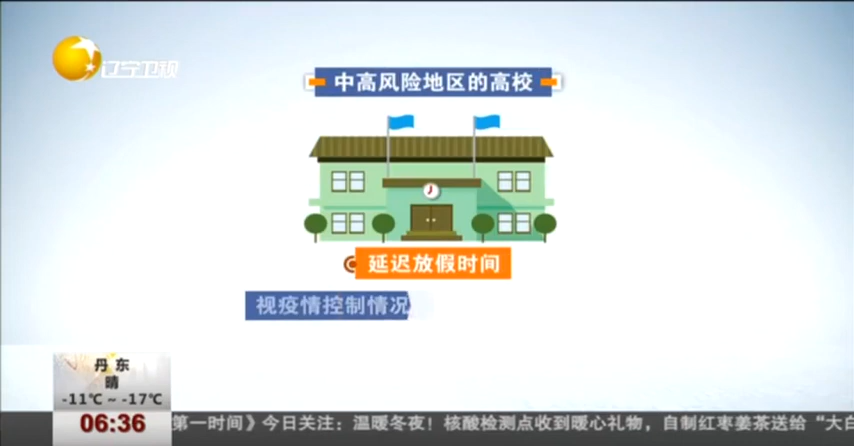 辽宁卫视
中高风险地区的高校
延迟放假时间
视疫情控制情况
丹东
晴
-11℃~-17℃
06:36
第一时间》今日关注：温暖冬夜！核酸检测点收到暖心礼物，自制红枣姜茶送给“大白